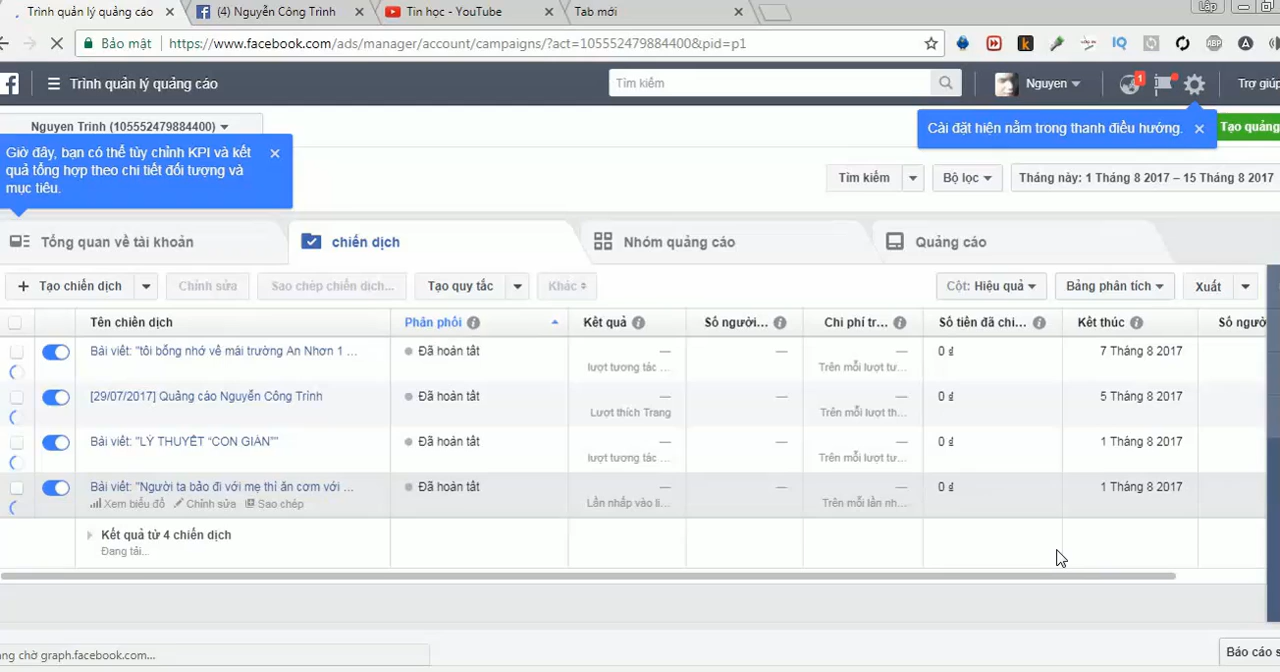 Trình quản lý quảng cáo
(4) Nguyễn Công Trình
Tin học - YouTube
Tab mới
Lập
Bảo mật
https://www.facebook.com/ads/manager/account/campaigns/?act=105552479884400&pid=p1
IQ
ABP
Trình quản lý quảng cáo
Tìm kiếm
Nguyen
1
Trợ giúp
Nguyen Trinh (105552479884400)
Cài đặt hiện nằm trong thanh điều hướng.
Tạo quảng
Giờ đây, bạn có thể tùy chỉnh KPI và kết
quả tổng hợp theo chi tiết đối tượng và
mục tiêu.
Tìm kiếm
Bộ lọc
Tháng này: 1 Tháng 8 2017 – 15 Tháng 8 2017
Tổng quan về tài khoản
chiến dịch
Nhóm quảng cáo
Quảng cáo
+ Tạo chiến dịch
Chỉnh sửa
Sao chép chiến dịch...
Tạo quy tắc
Khác
Cột: Hiệu quả
Bảng phân tích
Xuất
Tên chiến dịch
Phân phối
Kết quả
Số người...
Chi phí tr...
Số tiền đã chi...
Kết thúc
Số ngườ
Bài viết: "tôi bổng nhớ về mái trường An Nhơn 1 ...
Đã hoàn tất
—
lượt tương tác ...
—
—
Trên mỗi lượt tư...
0 ₫
7 Tháng 8 2017
[29/07/2017] Quảng cáo Nguyễn Công Trình
Đã hoàn tất
—
Lượt thích Trang
—
—
Trên mỗi lượt th...
0 ₫
5 Tháng 8 2017
Bài viết: "LÝ THUYẾT “CON GIÁN”"
Đã hoàn tất
—
lượt tương tác ...
—
—
Trên mỗi lượt tư...
0 ₫
1 Tháng 8 2017
Bài viết: "Người ta bảo đi với mẹ thì ăn cơm với ...
Xem biểu đồ
Chỉnh sửa
Sao chép
Đã hoàn tất
—
Lần nhấp vào li...
—
—
Trên mỗi lần nh...
0 ₫
1 Tháng 8 2017
Kết quả từ 4 chiến dịch
Đang tải...
ang chờ graph.facebook.com...
Báo cáo s